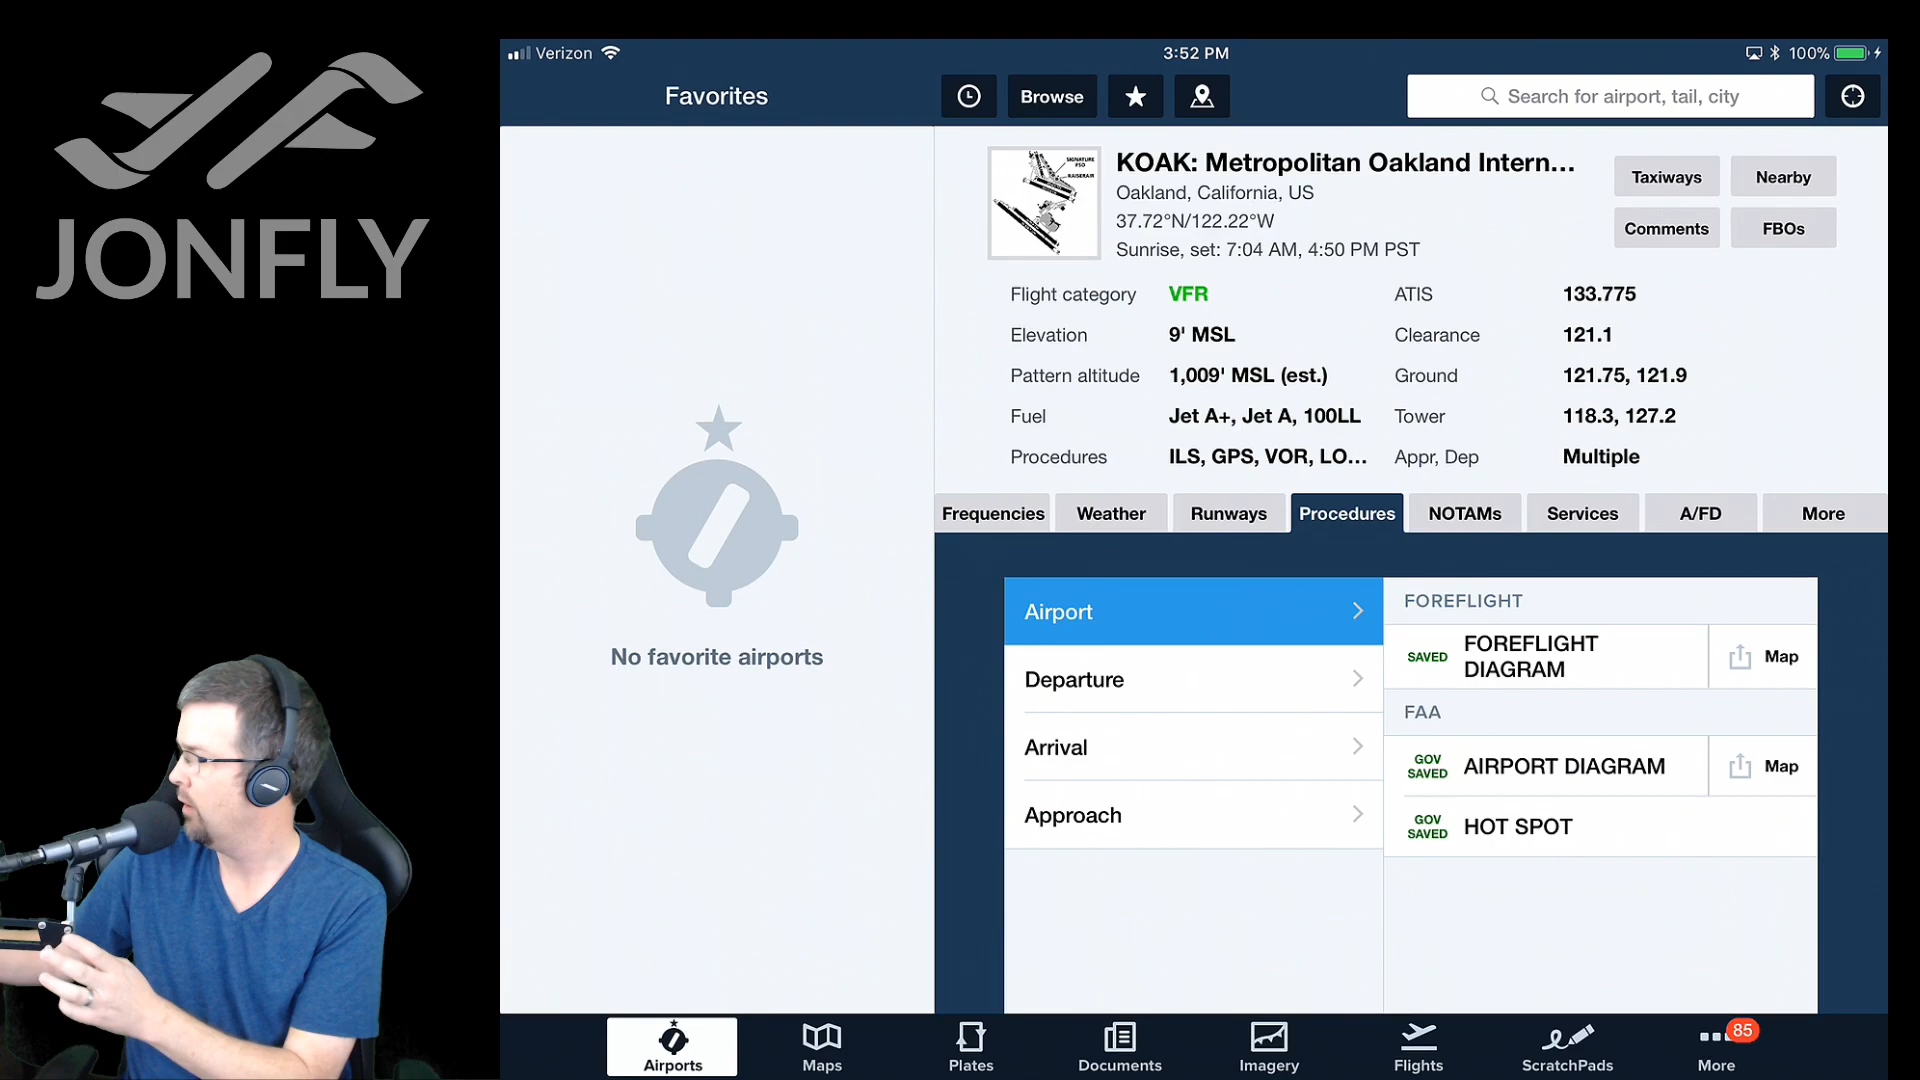 JONFLY
Verizon
3:52 PM
100%
Favorites
Browse
Search for airport, tail, city
SIGNATURE
FBO
KAISERAIR
KOAK: Metropolitan Oakland Intern...
Oakland, California, US
37.72°N/122.22°W
Sunrise, set: 7:04 AM, 4:50 PM PST
Taxiways
Nearby
Comments
FBOs
Flight category VFR ATIS 133.775
Elevation 9' MSL Clearance 121.1
Pattern altitude 1,009' MSL (est.) Ground 121.75, 121.9
Fuel Jet A+, Jet A, 100LL Tower 118.3, 127.2
Procedures ILS, GPS, VOR, LO... Appr, Dep Multiple
Frequencies Weather Runways Procedures NOTAMs Services A/FD More
No favorite airports
Airport
Departure
Arrival
Approach
FOREFLIGHT
SAVED
FOREFLIGHT
DIAGRAM
Map
FAA
GOV
SAVED
AIRPORT DIAGRAM
Map
GOV
SAVED
HOT SPOT
Airports Maps Plates Documents Imagery Flights ScratchPads More
85